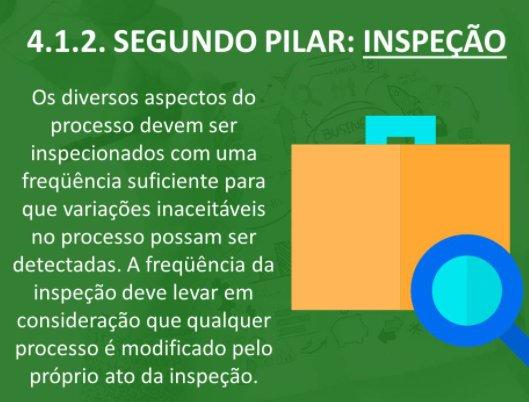 4.1.2. SEGUNDO PILAR: INSPEÇÃO
Os diversos aspectos do
processo devem ser
inspecionados com uma
freqüência suficiente para
que variações inaceitáveis
no processo possam ser
detectadas. A freqüência da
inspeção deve levar em
consideração que qualquer
processo é modificado pelo
próprio ato da inspeção.